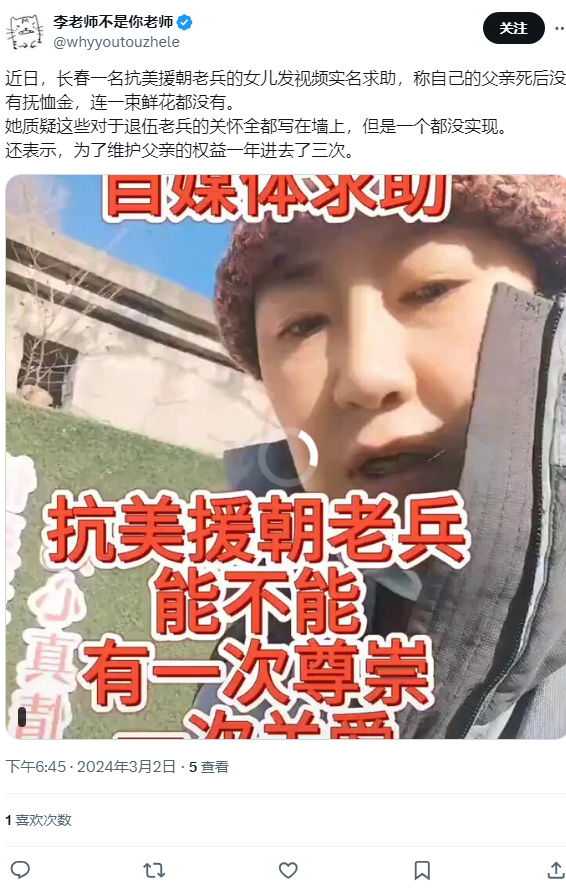 李老师不是你老师
@whyyoutouzhele
关注
近日，长春一名抗美援朝老兵的女儿发视频实名求助，称自己的父亲死后没
有抚恤金，连一束鲜花都没有。
她质疑这些对于退伍老兵的关怀全都写在墙上，但是一个都没实现。
还表示，为了维护父亲的权益一年进去了三次。
自媒体求助
抗美援朝老兵
能不能
有一次尊崇
一次关爱
心真情
下午6:45 · 2024年3月2日 · 5 查看
1 喜欢次数